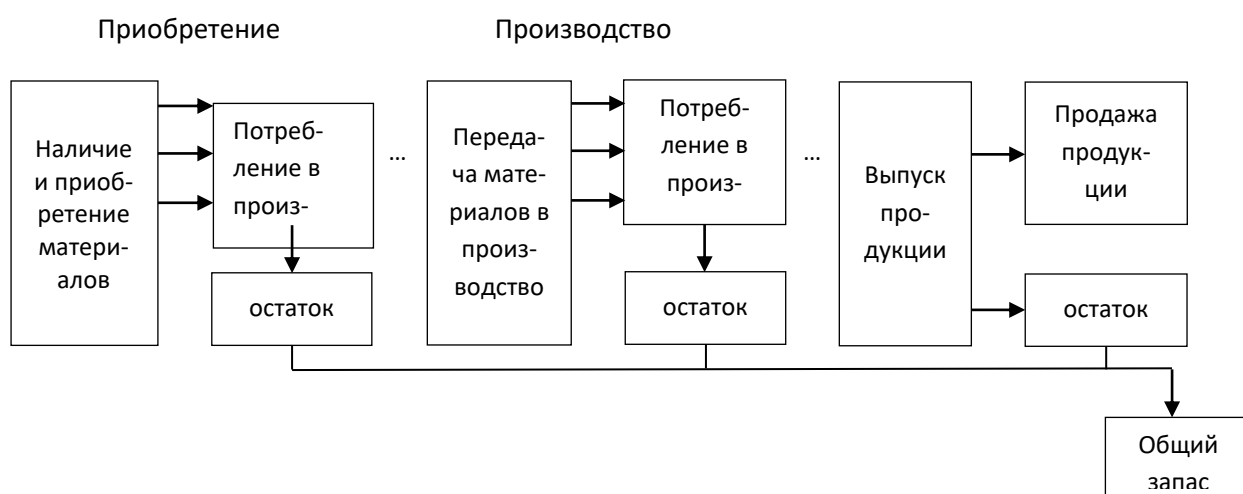 Приобретение
Производство
Наличие
и приоб-
ретение
матери-
алов
Потреб-
ление в
произ-
остаток
...
Переда-
ча мате-
риалов в
произ-
водство
Потреб-
ление в
произ-
остаток
...
Выпуск
про-
дукции
Продажа
продук-
ции
остаток
Общий
запас